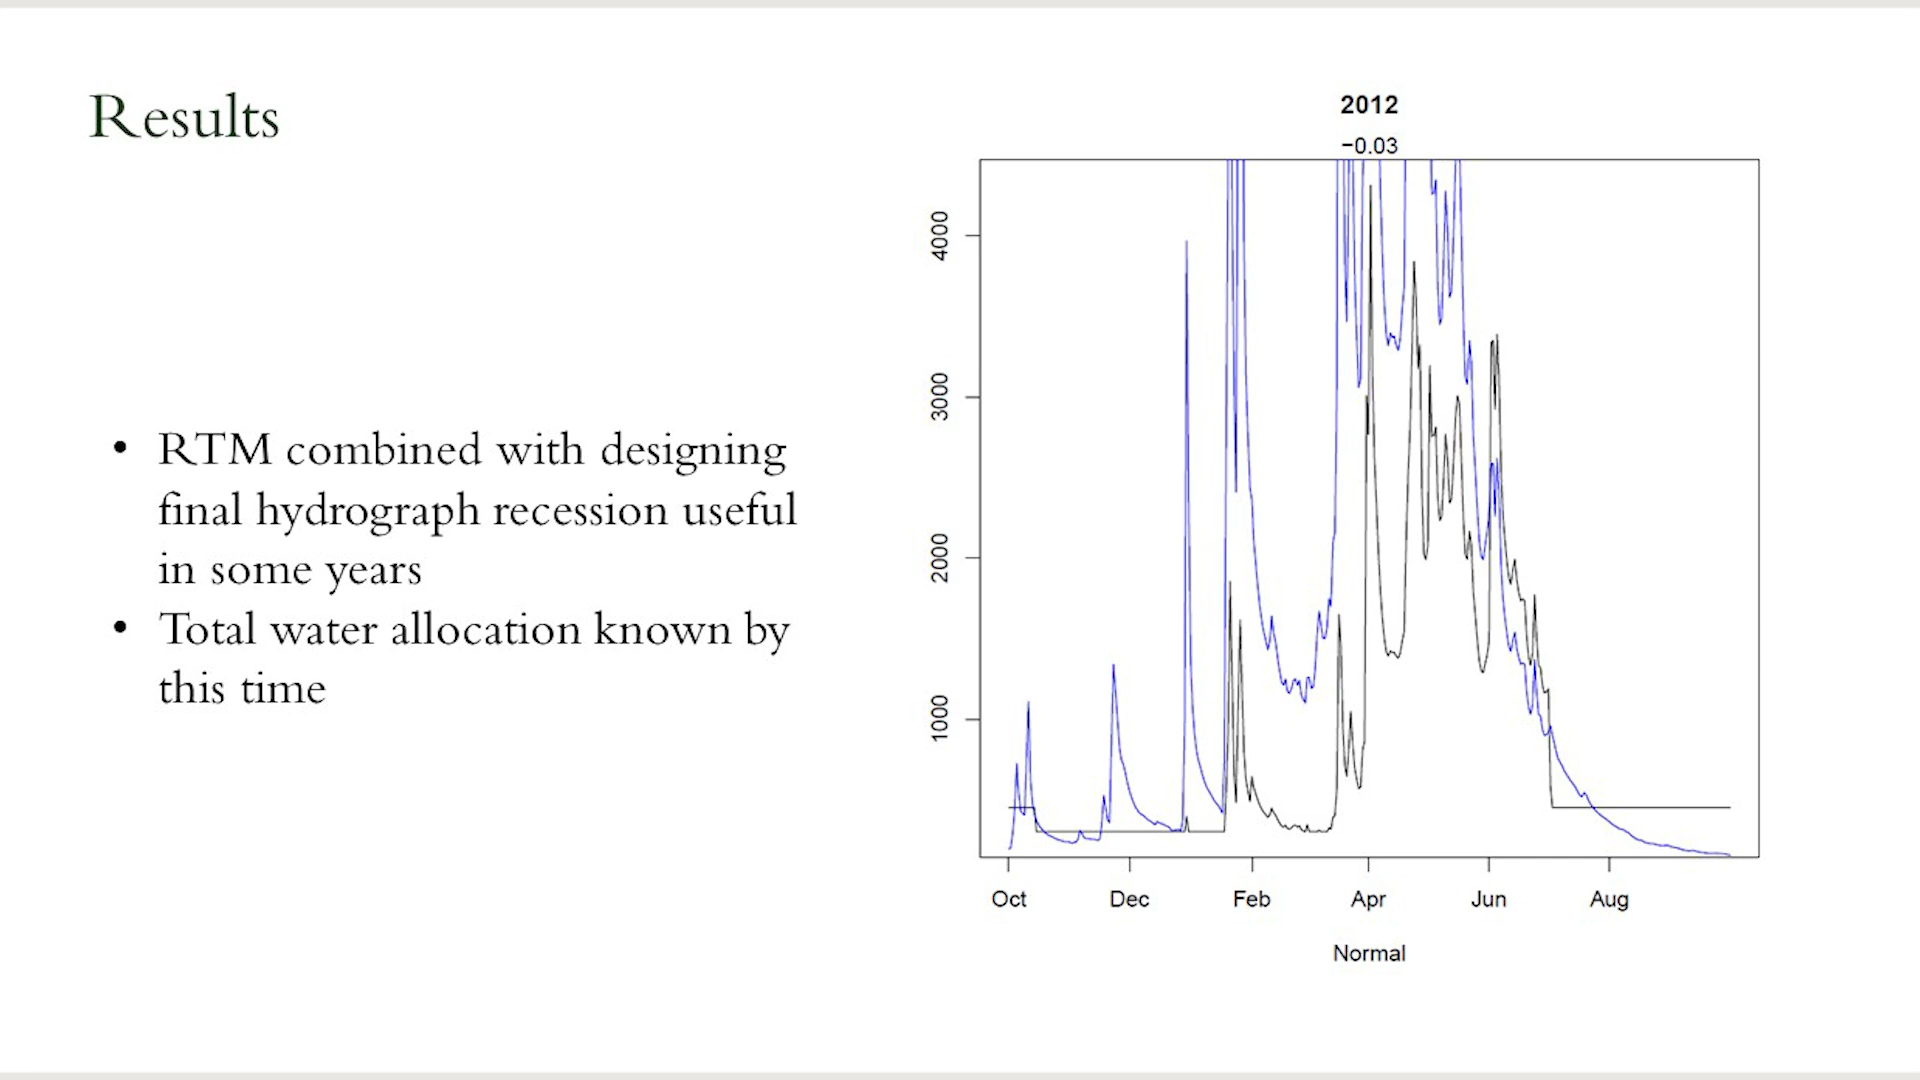 Results
• RTM combined with designing
final hydrograph recession useful
in some years
• Total water allocation known by
this time
2012
−0.03
4000
3000
2000
1000
Oct Dec Feb Apr Jun Aug
Normal